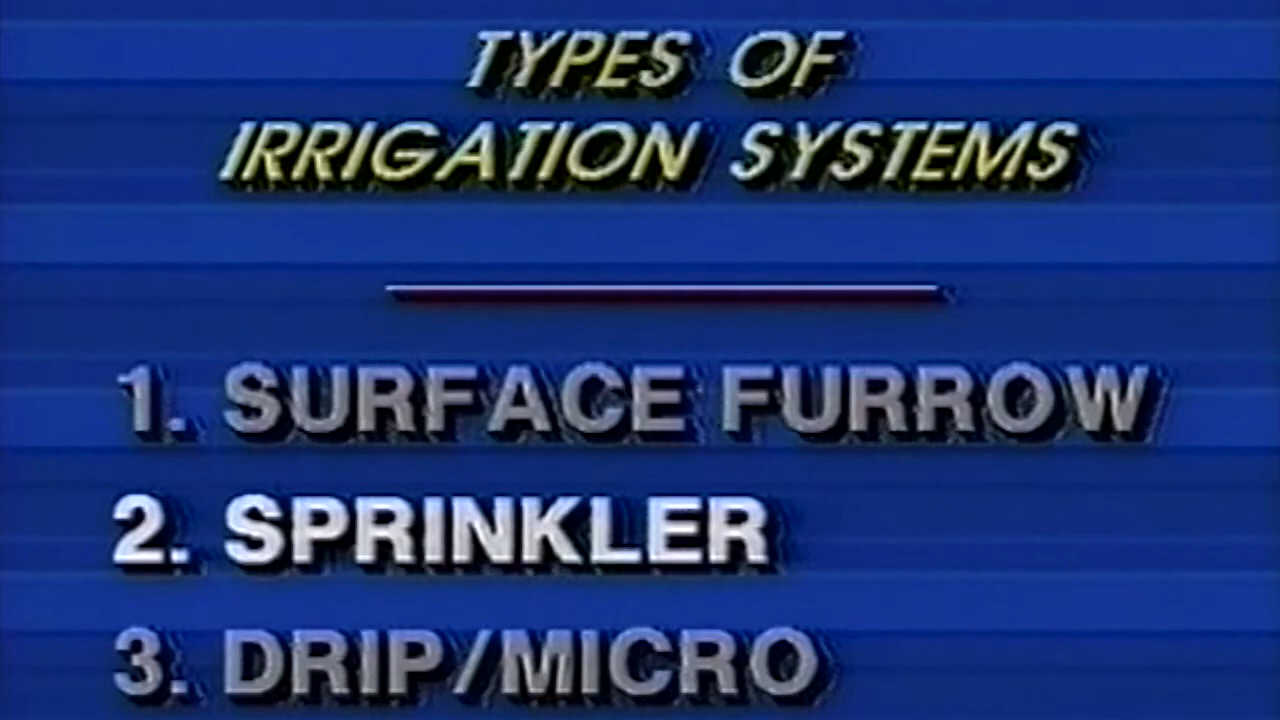 TYPES OF
IRRIGATION SYSTEMS
1. SURFACE FURROW
2. SPRINKLER
3. DRIP/MICRO